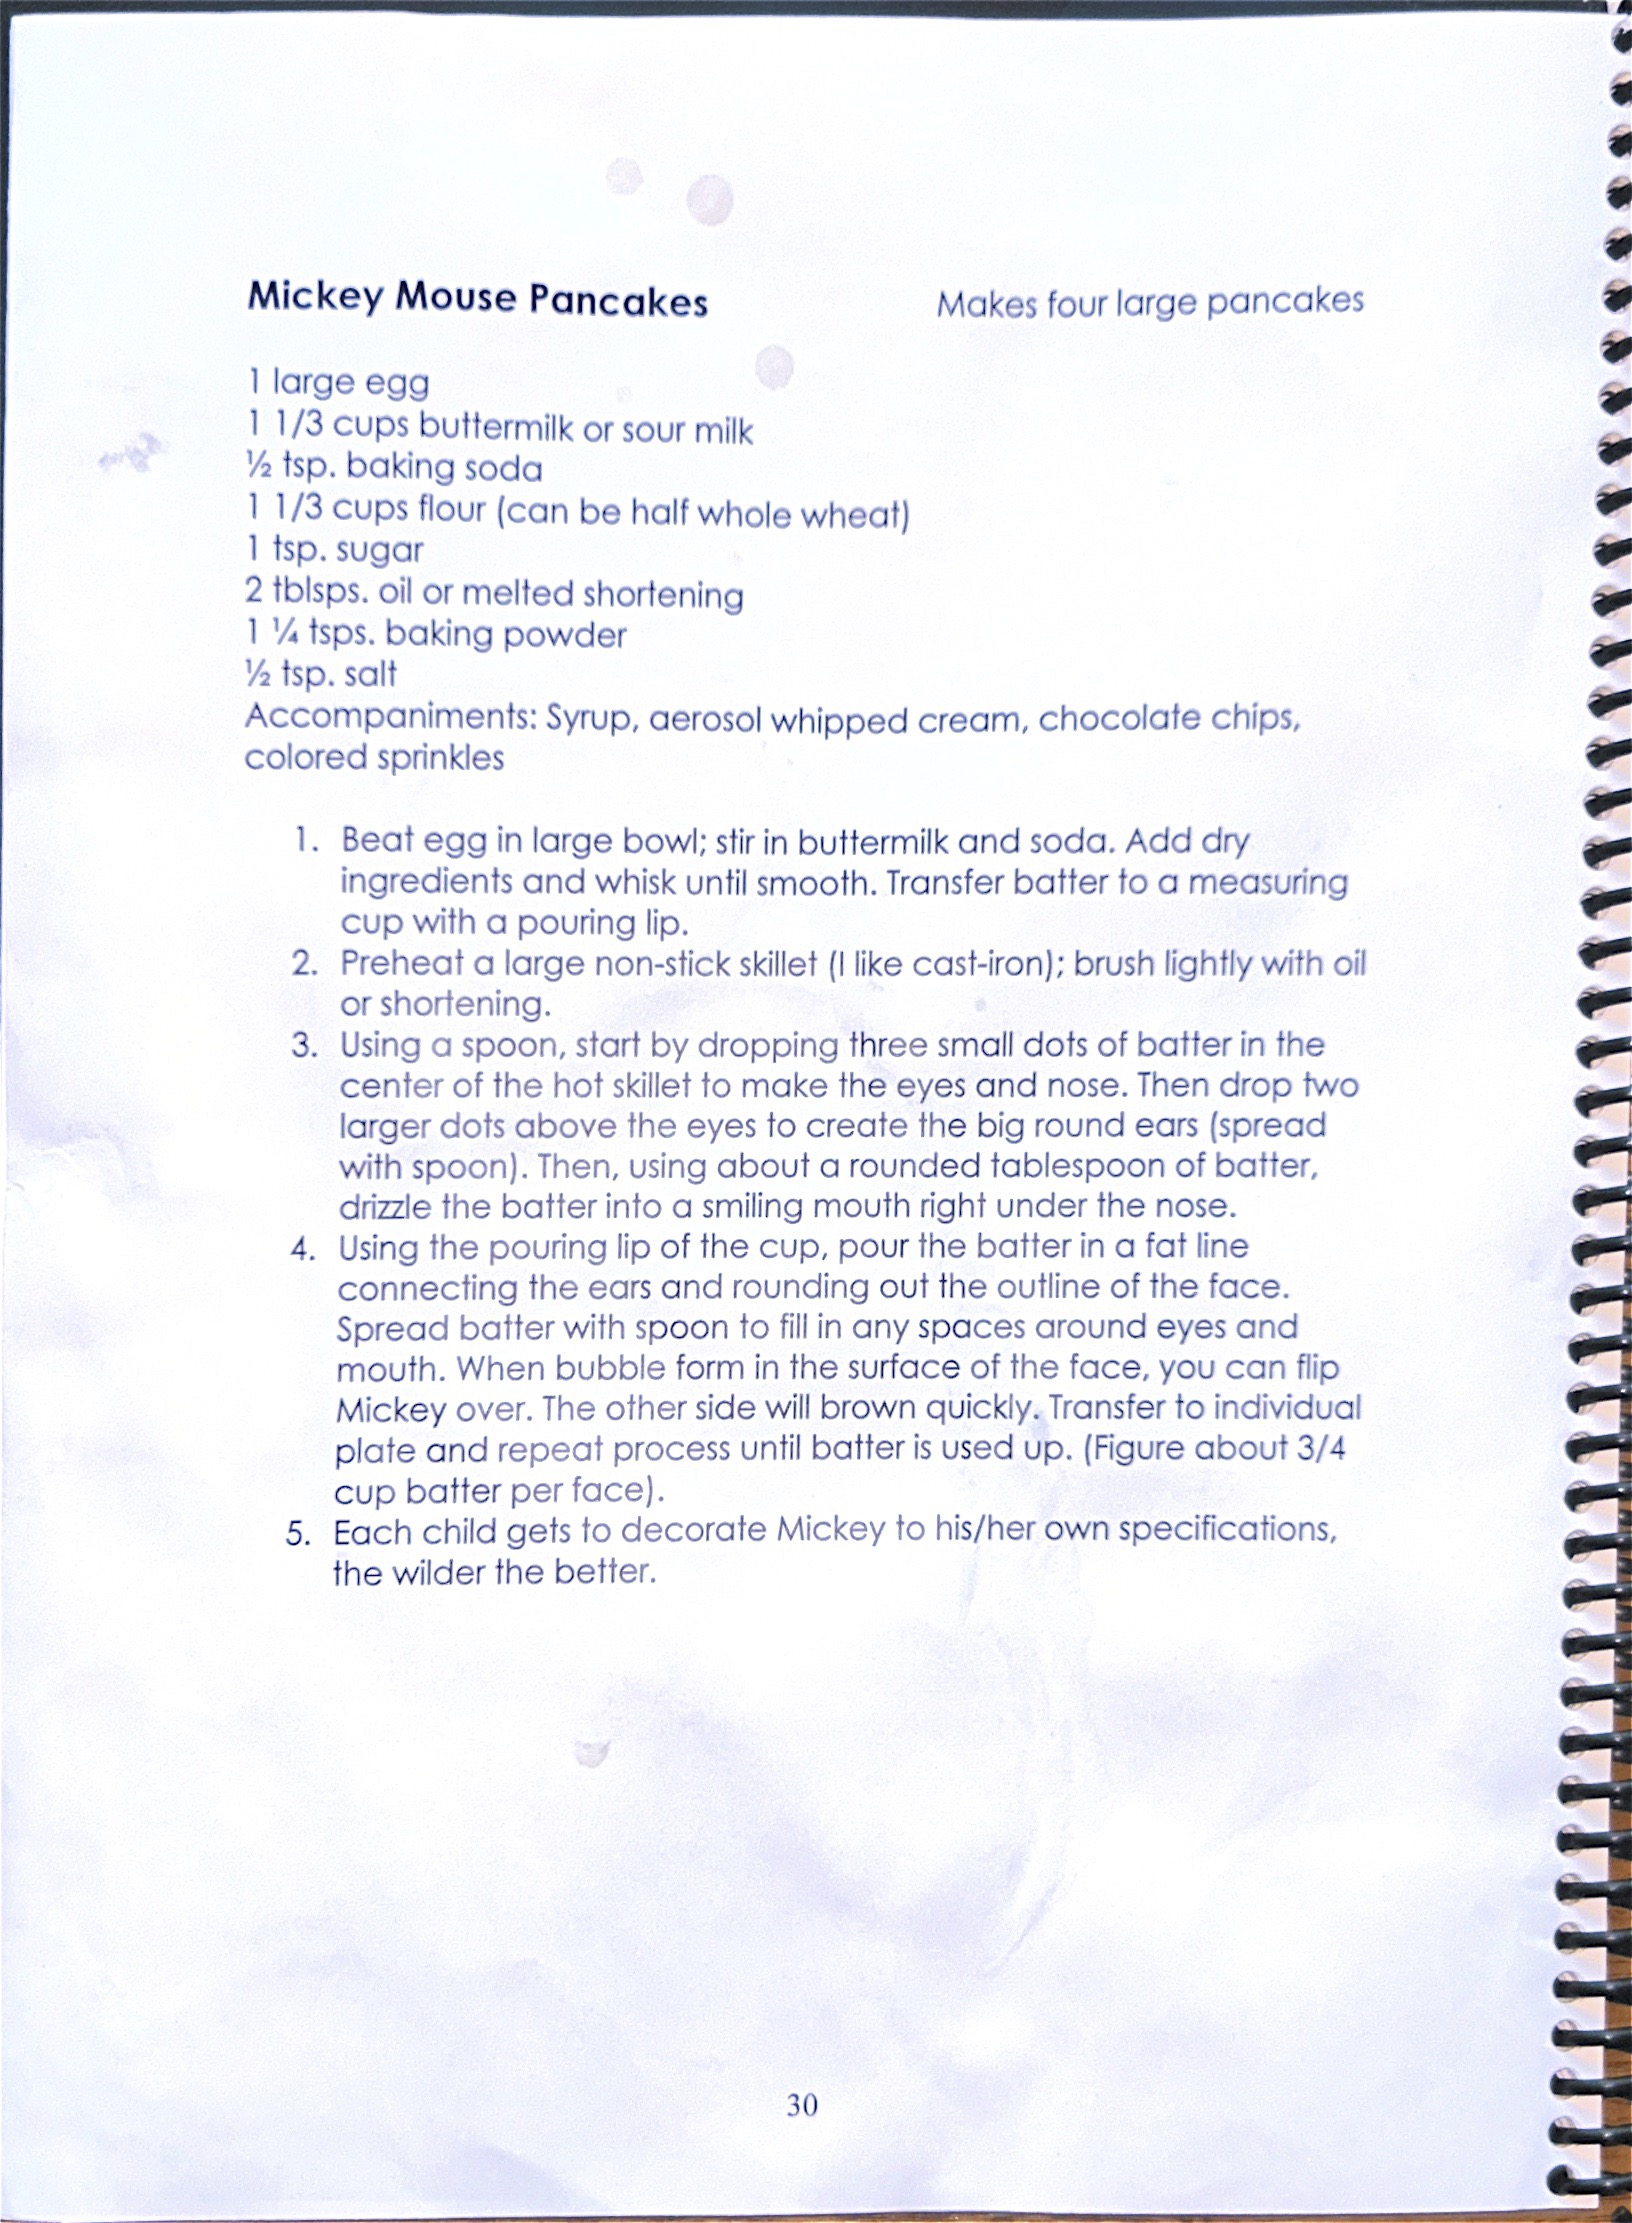 Mickey Mouse Pancakes Makes four large pancakes
1 large egg
1 1/3 cups buttermilk or sour milk
½ tsp. baking soda
1 1/3 cups flour (can be half whole wheat)
1 tsp. sugar
2 tblsps. oil or melted shortening
1 ¼ tsps. baking powder
½ tsp. salt
Accompaniments: Syrup, aerosol whipped cream, chocolate chips,
colored sprinkles
1. Beat egg in large bowl; stir in buttermilk and soda. Add dry
ingredients and whisk until smooth. Transfer batter to a measuring
cup with a pouring lip.
2. Preheat a large non-stick skillet (I like cast-iron); brush lightly with oil
or shortening.
3. Using a spoon, start by dropping three small dots of batter in the
center of the hot skillet to make the eyes and nose. Then drop two
larger dots above the eyes to create the big round ears (spread
with spoon). Then, using about a rounded tablespoon of batter,
drizzle the batter into a smiling mouth right under the nose.
4. Using the pouring lip of the cup, pour the batter in a fat line
connecting the ears and rounding out the outline of the face.
Spread batter with spoon to fill in any spaces around eyes and
mouth. When bubble form in the surface of the face, you can flip
Mickey over. The other side will brown quickly. Transfer to individual
plate and repeat process until batter is used up. (Figure about 3/4
cup batter per face).
5. Each child gets to decorate Mickey to his/her own specifications,
the wilder the better.
30